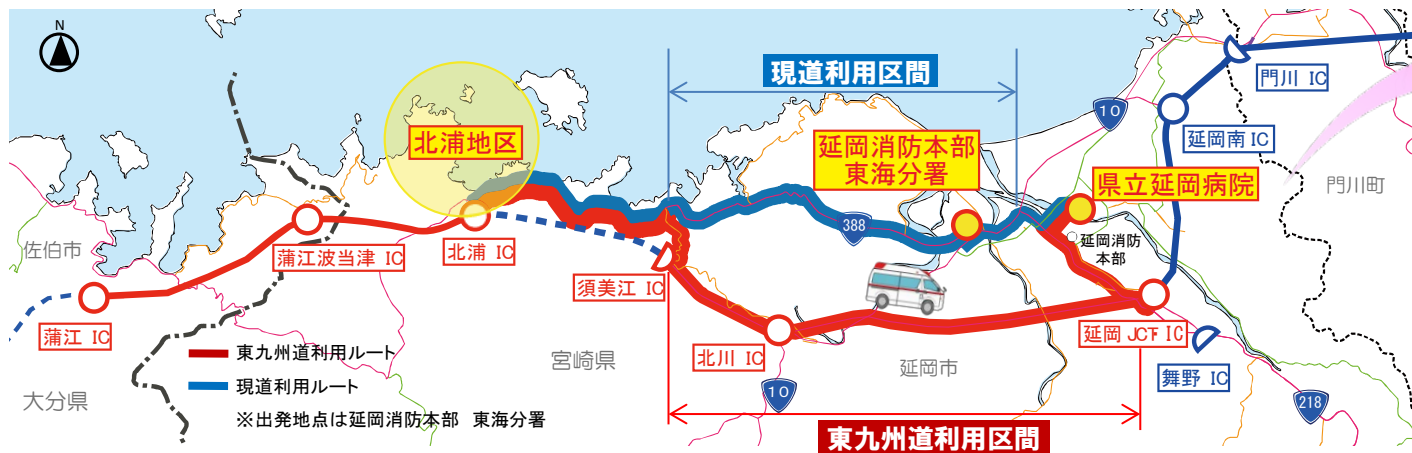 N
現道利用区間
10
門川 IC
北浦地区
延岡消防本部
東海分署
延岡南 IC
県立延岡病院
門川町
388
佐伯市
蒲江波当津 IC
北浦 IC
延岡消防
本部
須美江 IC
蒲江 IC
延岡 JCT IC
東九州道利用ルート
宮崎県
北川 IC
延岡市
舞野 IC
現道利用ルート
10
大分県
218
※出発地点は延岡消防本部 東海分署
東九州道利用区間